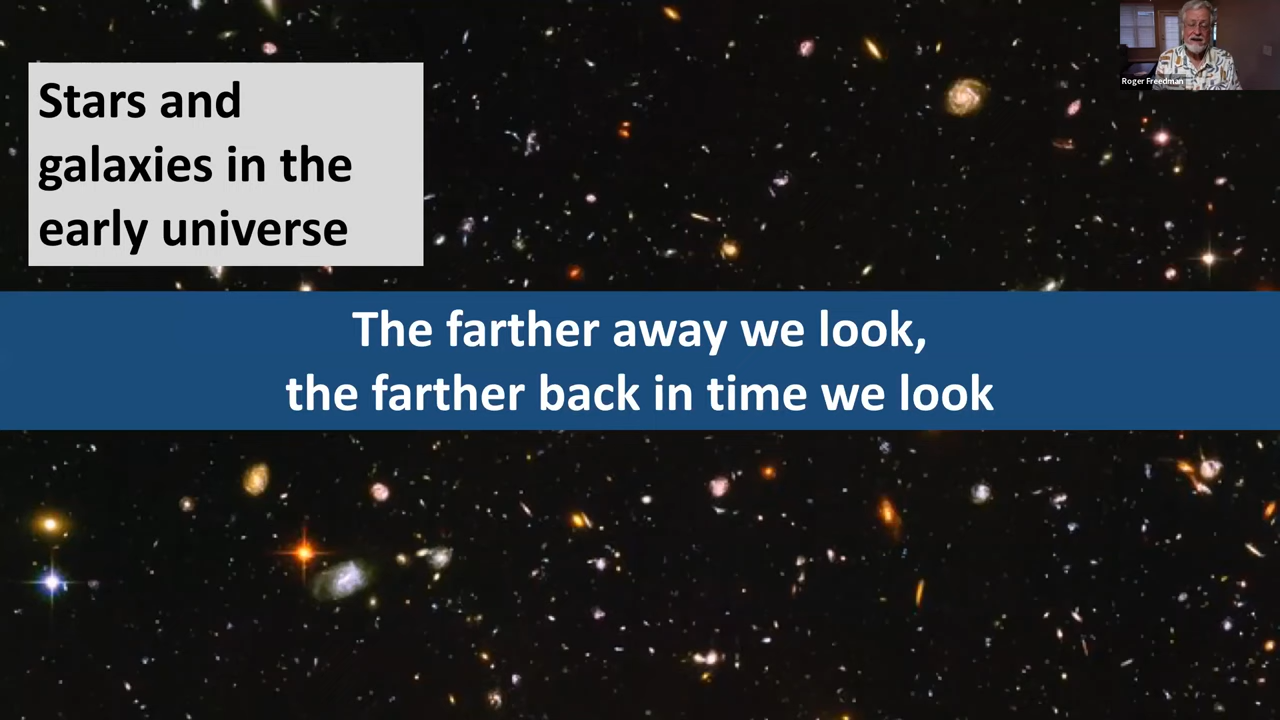 Stars and
galaxies in the
early universe
Roger Freedman
The farther away we look,
the farther back in time we look